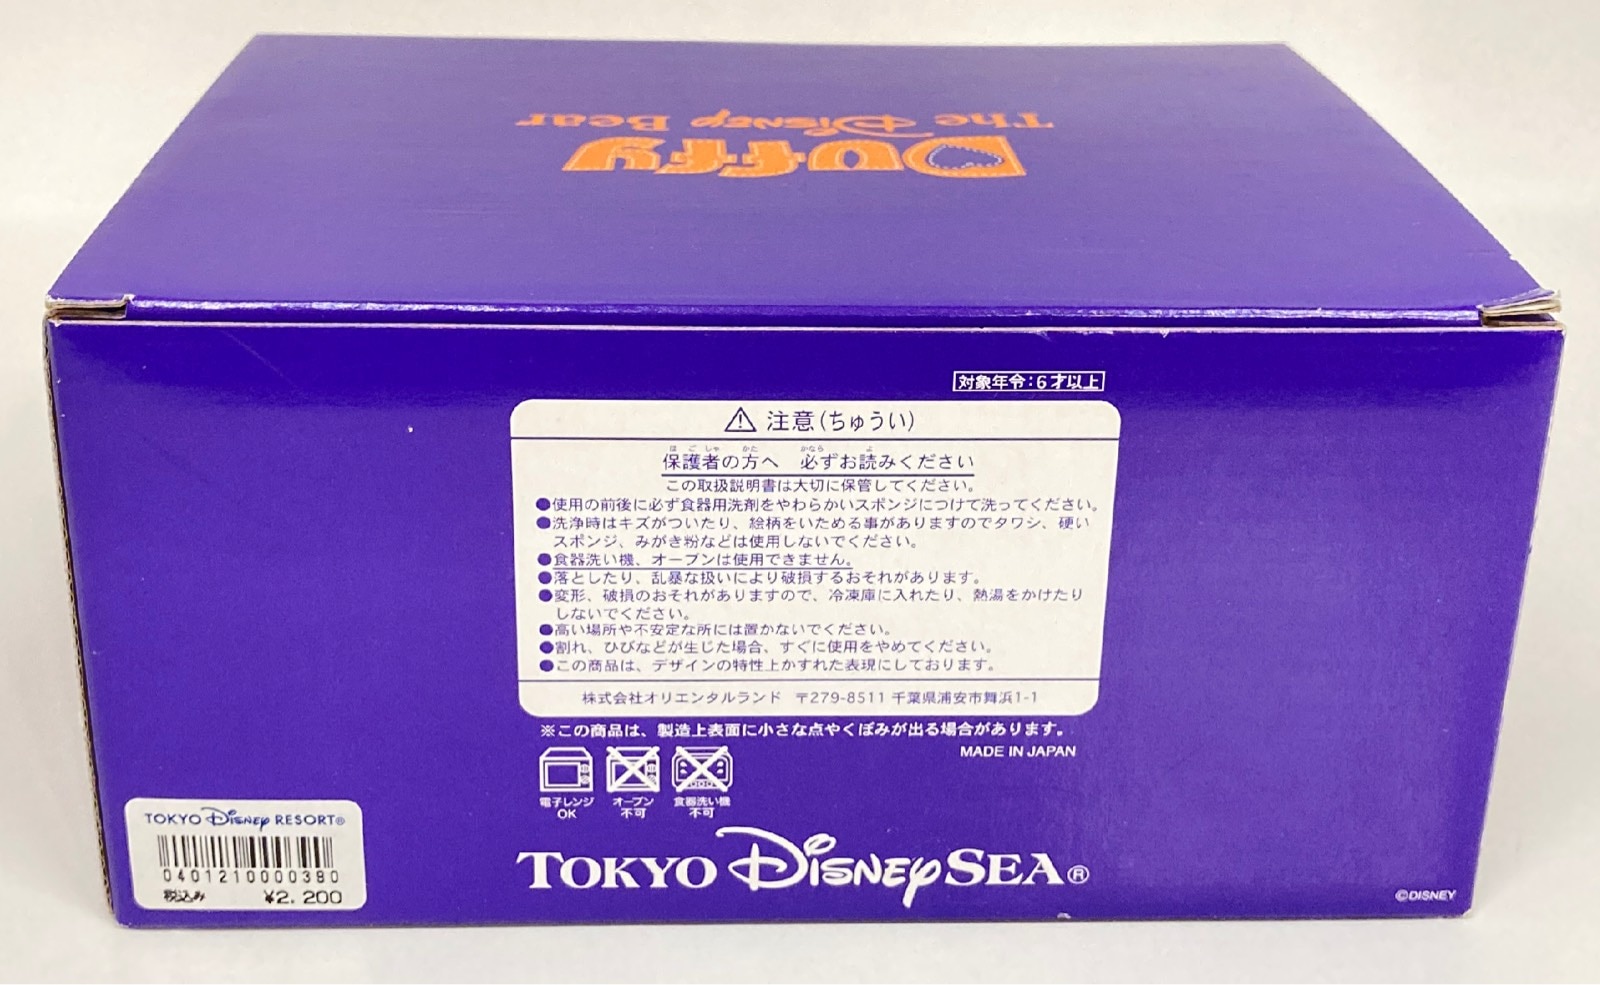 The Disney Bear
Duffy
対象年令:6才以上
注意(ちゅうい)
保護者の方へ 必ずお読みください
ほごしゃ かた かなら よ
この取扱説明書は大切に保管してください。
●使用の前後に必ず食器用洗剤をやわらかいスポンジにつけて洗ってください。
●洗浄時はキズがついたり、絵柄をいためる事がありますのでタワシ、硬い
スポンジ、みがき粉などは使用しないでください。
●食器洗い機、オーブンは使用できません。
●落としたり、乱暴な扱いにより破損するおそれがあります。
●変形、破損のおそれがありますので、冷凍庫に入れたり、熱湯をかけたり
しないでください。
●高い場所や不安定な所には置かないでください。
●割れ、ひびなどが生じた場合、すぐに使用をやめてください。
●この商品は、デザインの特性上かすれた表現にしております。
株式会社オリエンタルランド 〒279-8511 千葉県浦安市舞浜1-1
※この商品は、製造上表面に小さな点やくぼみが出る場合があります。
MADE IN JAPAN
電子レンジ OK
オーブン 不可
食器洗い機 不可
TOKYO Disney RESORT®
0401210000380
税込み ¥2,200
TOKYO DisneySEA®
©DISNEY